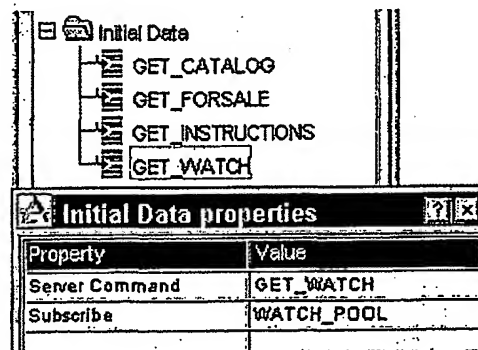 Initial Data
GET_CATALOG
GET_FORSALE
GET_INSTRUCTIONS
GET_WATCH
Initial Data properties ? x
Property Value
Server Command GET_WATCH
Subscribe WATCH_POOL